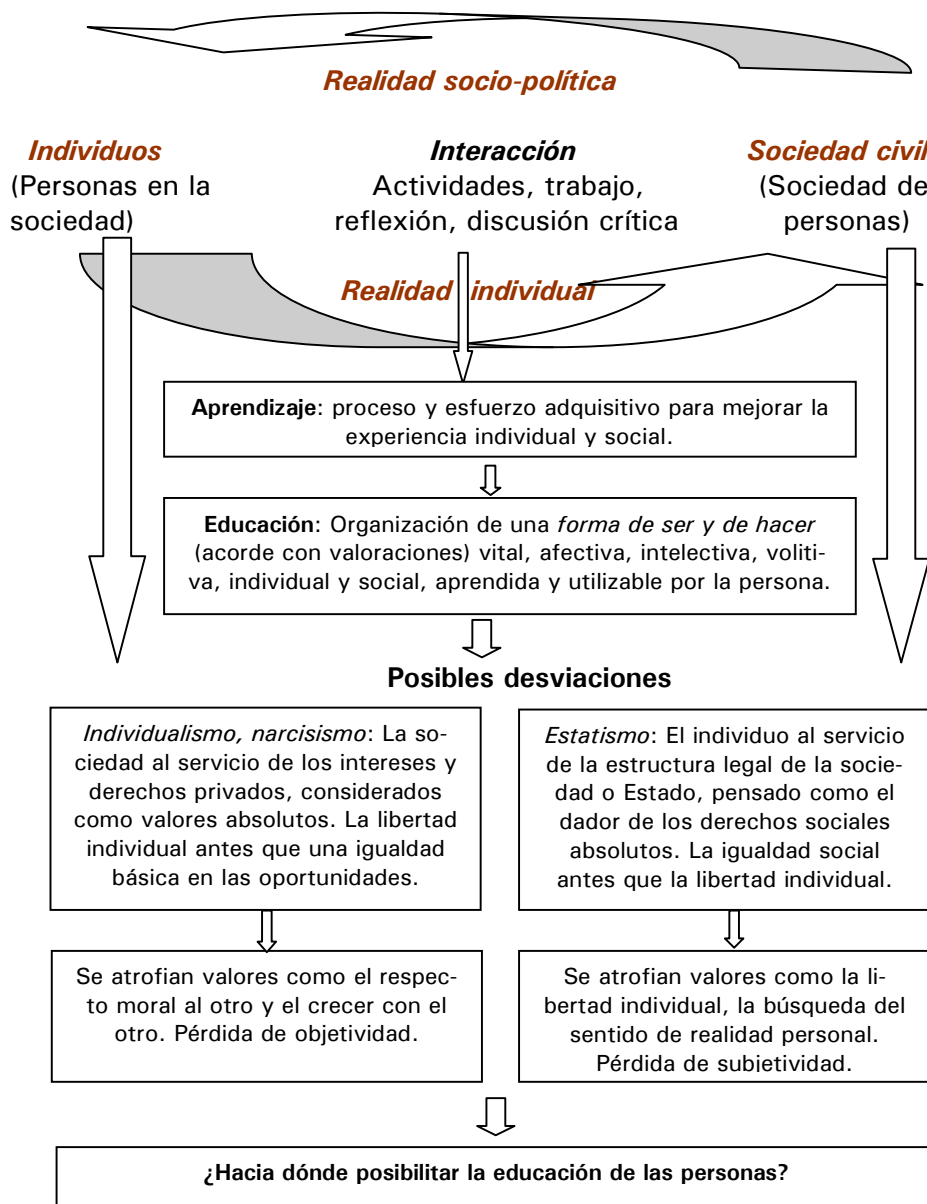 Realidad socio-política
Individuos
(Personas en la
sociedad)
Interacción
Actividades, trabajo,
reflexión, discusión crítica
Sociedad civil
(Sociedad de
personas)
Realidad individual
Aprendizaje: proceso y esfuerzo adquisitivo para mejorar la
experiencia individual y social.
Educación: Organización de una forma de ser y de hacer
(acorde con valoraciones) vital, afectiva, intelectiva, voliti-
va, individual y social, aprendida y utilizable por la persona.
Posibles desviaciones
Individualismo, narcisismo: La so-
ciedad al servicio de los intereses y
derechos privados, considerados
como valores absolutos. La libertad
individual antes que una igualdad
básica en las oportunidades.
Estatismo: El individuo al servicio
de la estructura legal de la socie-
dad o Estado, pensado como el
dador de los derechos sociales
absolutos. La igualdad social
antes que la libertad individual.
Se atrofian valores como el respec-
to moral al otro y el crecer con el
otro. Pérdida de objetividad.
Se atrofian valores como la li-
bertad individual, la búsqueda del
sentido de realidad personal.
Pérdida de subjetividad.
¿Hacia dónde posibilitar la educación de las personas?